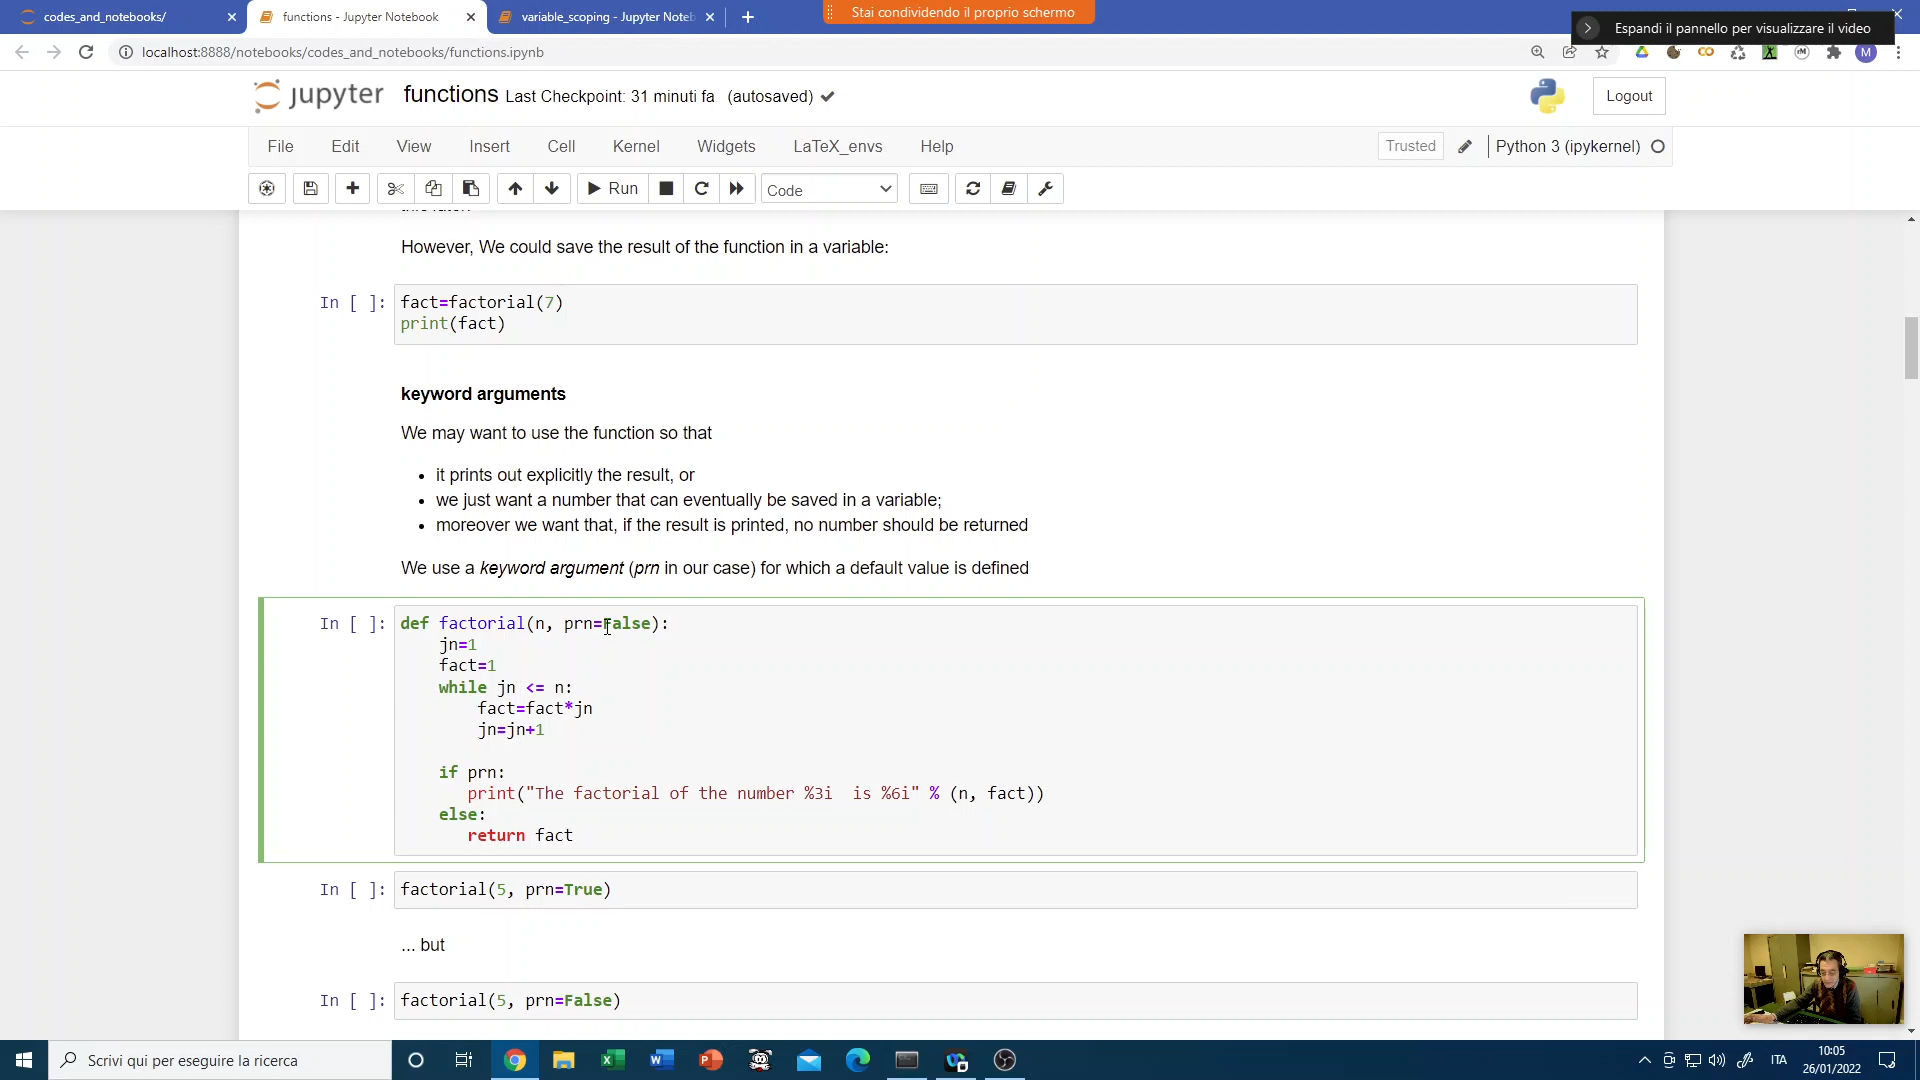 codes_and_notebooks/
functions - Jupyter Notebook
variable_scoping - Jupyter Noteb
Stai condividendo il proprio schermo
Espandi il pannello per visualizzare il video
localhost:8888/notebooks/codes_and_notebooks/functions.ipynb
M
jupyter functions Last Checkpoint: 31 minuti fa (autosaved)
Logout
File Edit View Insert Cell Kernel Widgets LaTeX_envs Help
Trusted
Python 3 (ipykernel)
Run
Code
However, We could save the result of the function in a variable:
In [ ]: fact=factorial(7)
print(fact)
keyword arguments
We may want to use the function so that
• it prints out explicitly the result, or
• we just want a number that can eventually be saved in a variable;
• moreover we want that, if the result is printed, no number should be returned
We use a keyword argument (prn in our case) for which a default value is defined
In [ ]: def factorial(n, prn=False):
jn=1
fact=1
while jn <= n:
fact=fact*jn
jn=jn+1
if prn:
print("The factorial of the number %3i  is %6i" % (n, fact))
else:
return fact
In [ ]: factorial(5, prn=True)
... but
In [ ]: factorial(5, prn=False)
Scrivi qui per eseguire la ricerca
ITA
10:05
26/01/2022